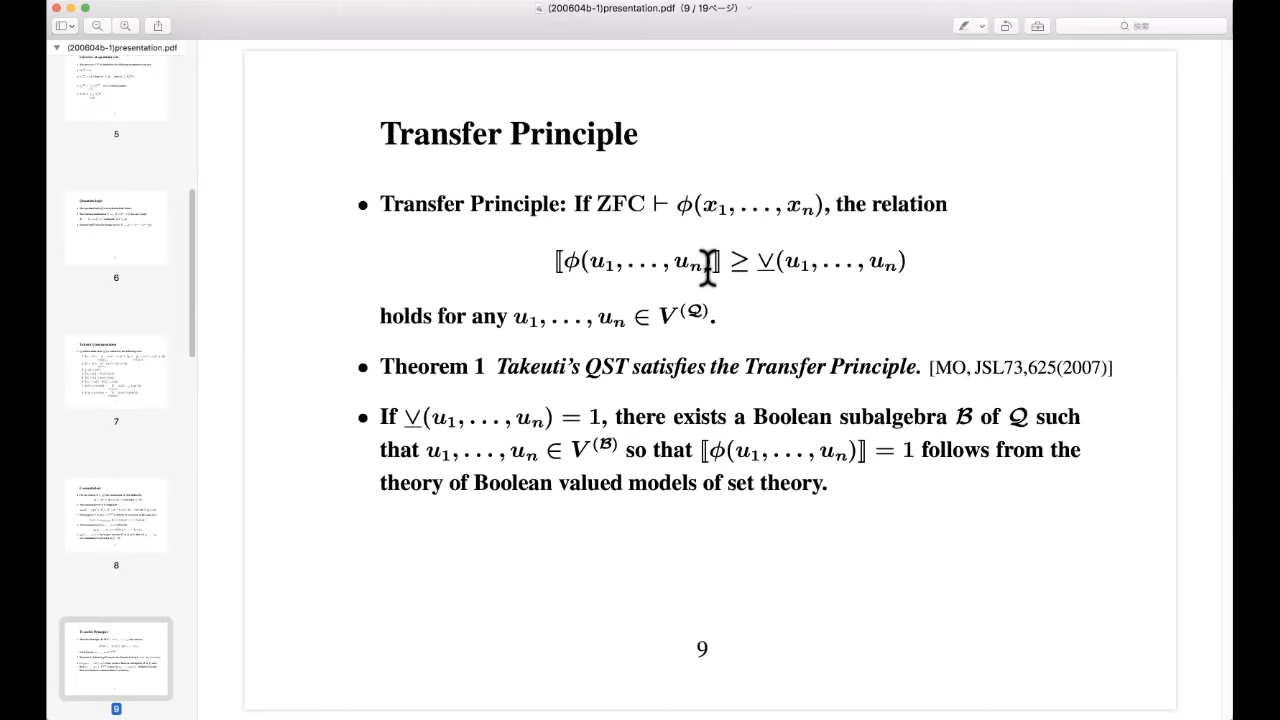 (200604b-1)presentation.pdf (9 / 19ページ)
検索
(200604b-1)presentation.pdf
5
6
7
8
9
Transfer Principle
• Transfer Principle: If ZFC ⊢ ϕ(x₁, . . . , xₙ), the relation
⟦ϕ(u₁, . . . , uₙ)⟧ ≥ ⊻(u₁, . . . , uₙ)
holds for any u₁, . . . , uₙ ∈ V^(𝒬).
• Theorem 1 Takeuti's QST satisfies the Transfer Principle. [MO, JSL73,625(2007)]
• If ⊻(u₁, . . . , uₙ) = 1, there exists a Boolean subalgebra ℬ of 𝒬 such
that u₁, . . . , uₙ ∈ V^(ℬ) so that ⟦ϕ(u₁, . . . , uₙ)⟧ = 1 follows from the
theory of Boolean valued models of set theory.
9